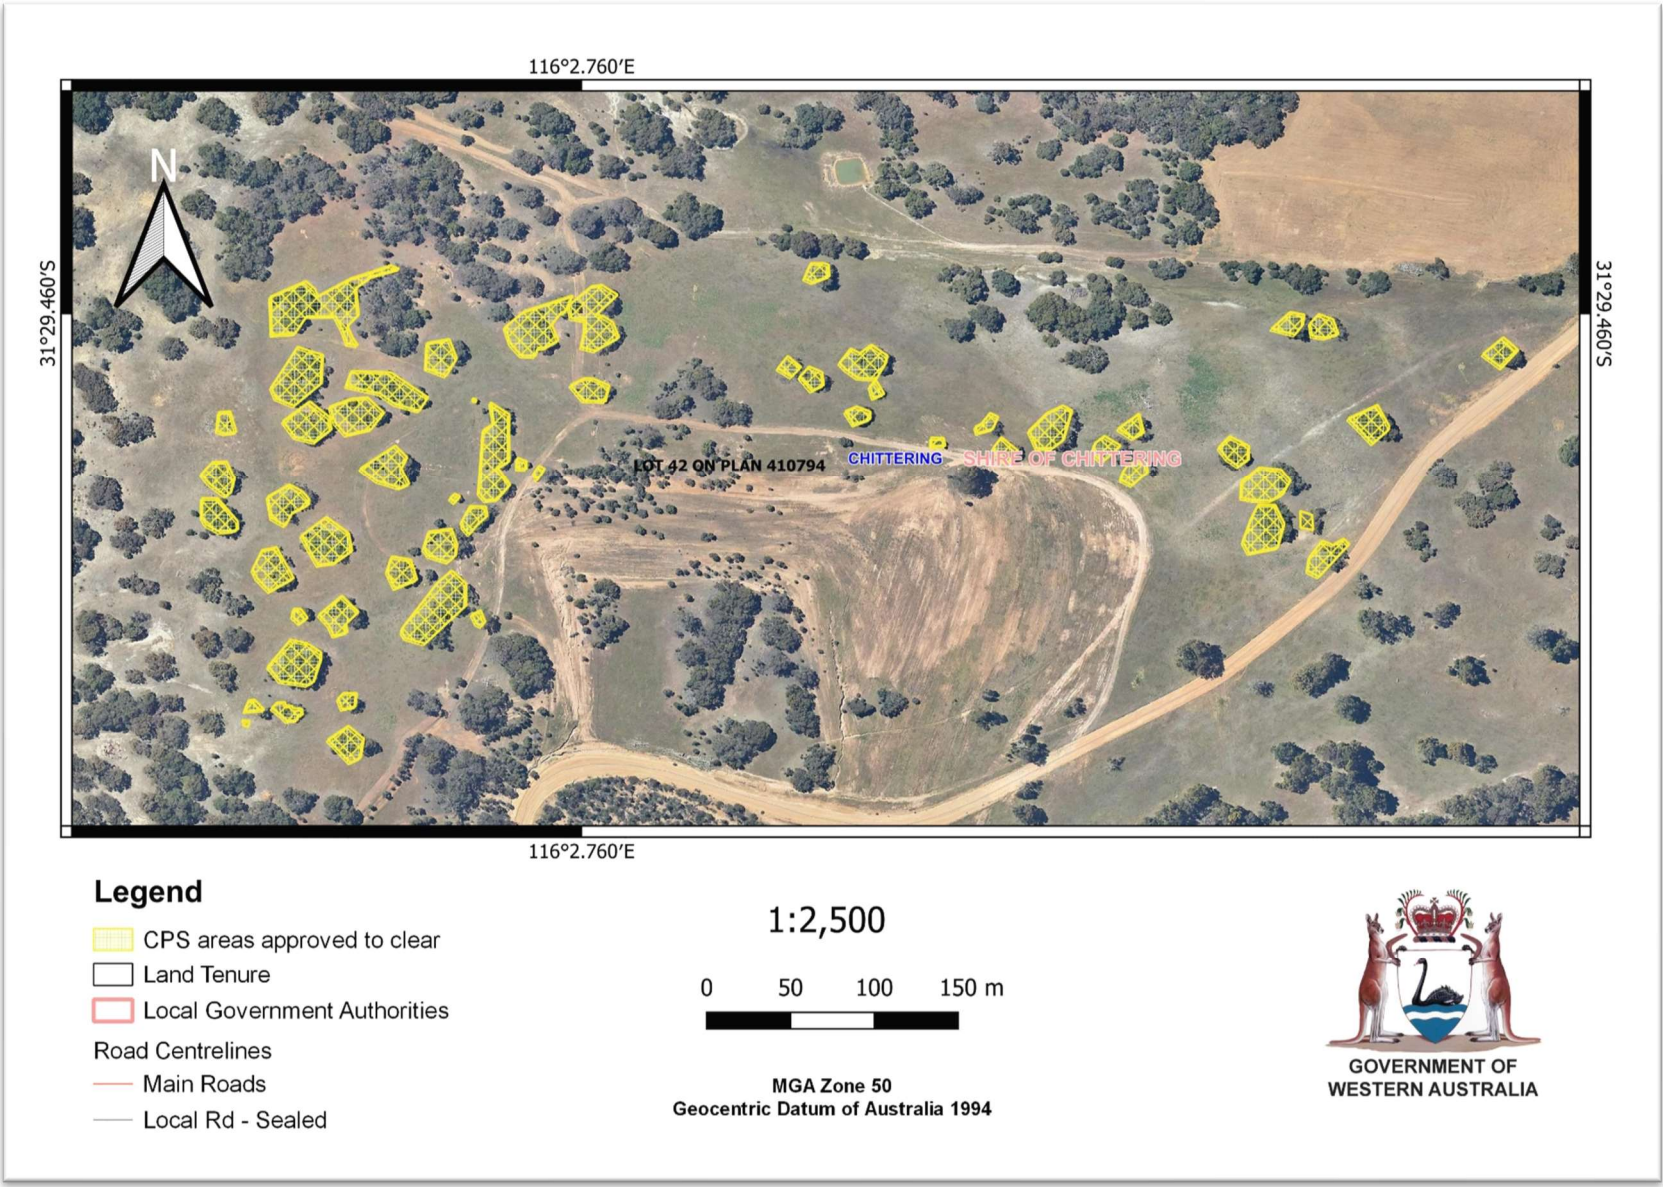 116°2.760'E
N
31°29.460'S
31°29.460'S
LOT 42 ON PLAN 410794
CHITTERING
SHIRE OF CHITTERING
116°2.760'E
Legend
CPS areas approved to clear
Land Tenure
Local Government Authorities
Road Centrelines
Main Roads
Local Rd - Sealed
1:2,500
0 50 100 150 m
MGA Zone 50
Geocentric Datum of Australia 1994
GOVERNMENT OF
WESTERN AUSTRALIA